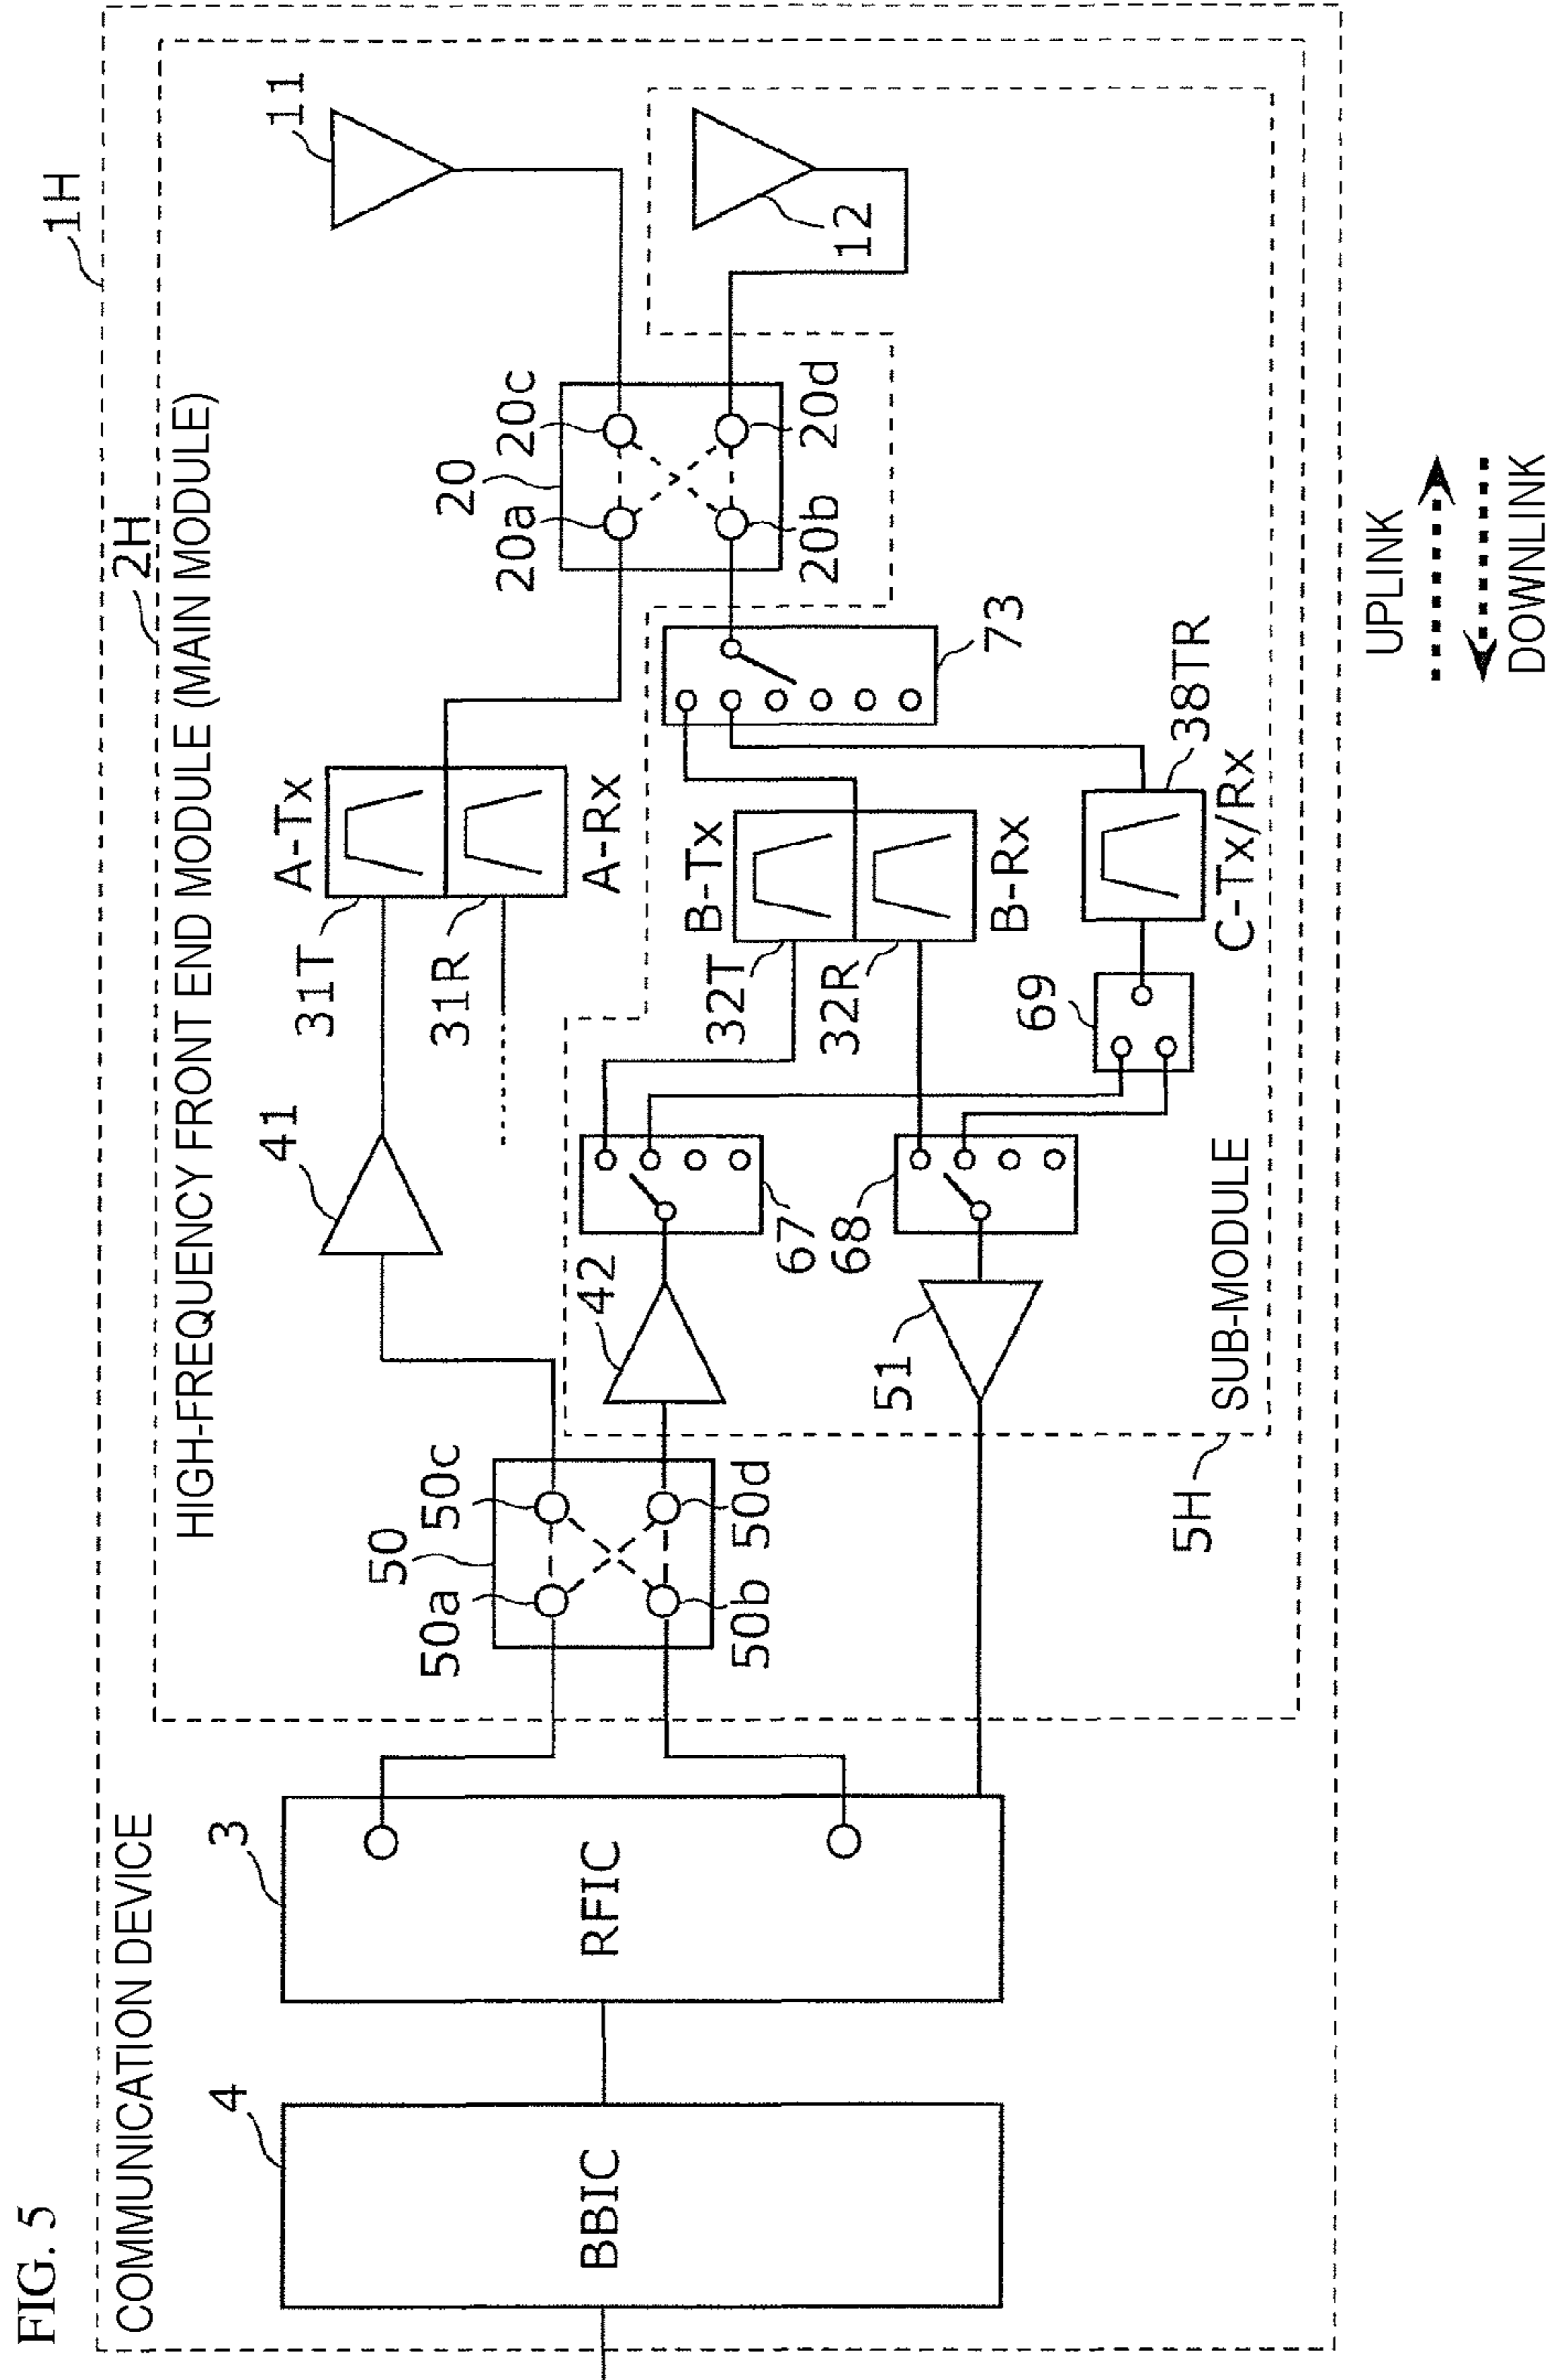 FIG. 5
1H
COMMUNICATION DEVICE
2H
HIGH-FREQUENCY FRONT END MODULE (MAIN MODULE)
4
BBIC
3
RFIC
50
50a
50c
50b
50d
41
A-Tx
31T
31R
A-Rx
20
20a
20c
20b
20d
11
12
42
67
68
51
B-Tx
32T
32R
B-Rx
69
73
38TR
C-Tx/Rx
5H
SUB-MODULE
UPLINK
DOWNLINK